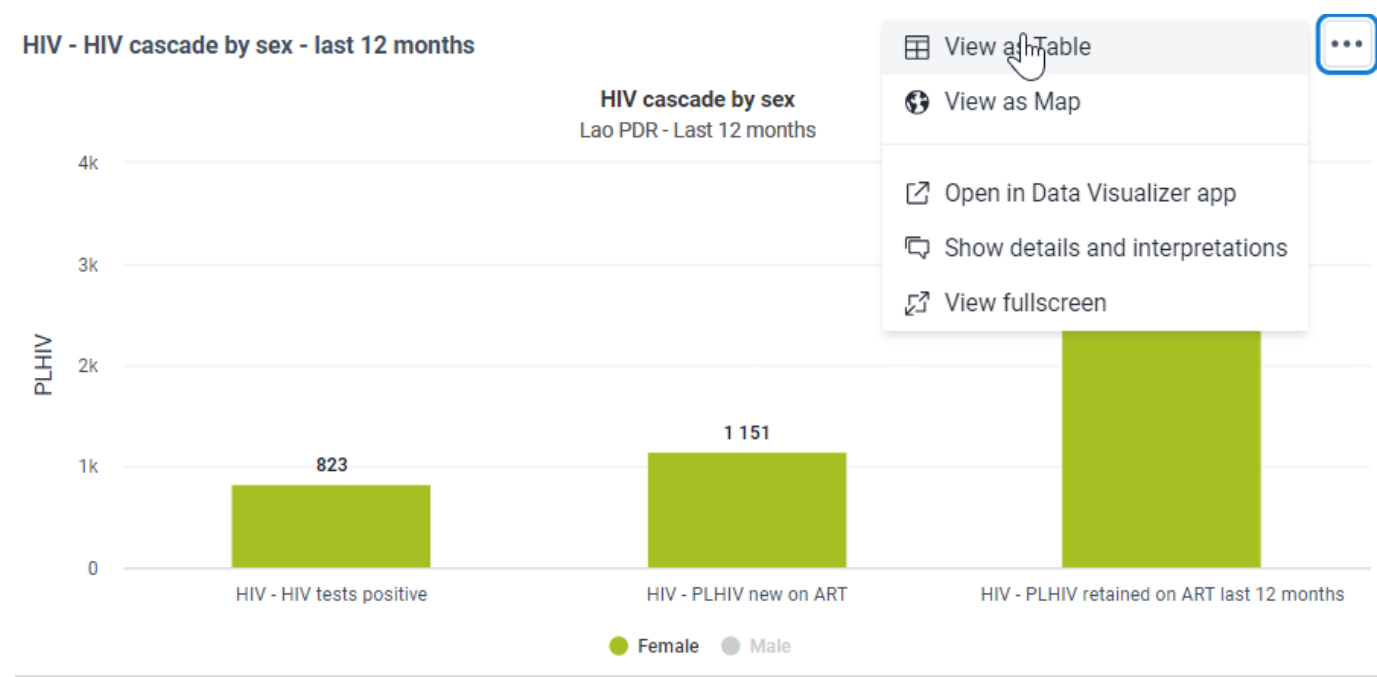 HIV - HIV cascade by sex - last 12 months
View as Table
View as Map
Open in Data Visualizer app
Show details and interpretations
View fullscreen
HIV cascade by sex
Lao PDR - Last 12 months
4k
3k
2k
1k
0
PLHIV
823
1 151
HIV - HIV tests positive
HIV - PLHIV new on ART
HIV - PLHIV retained on ART last 12 months
Female
Male